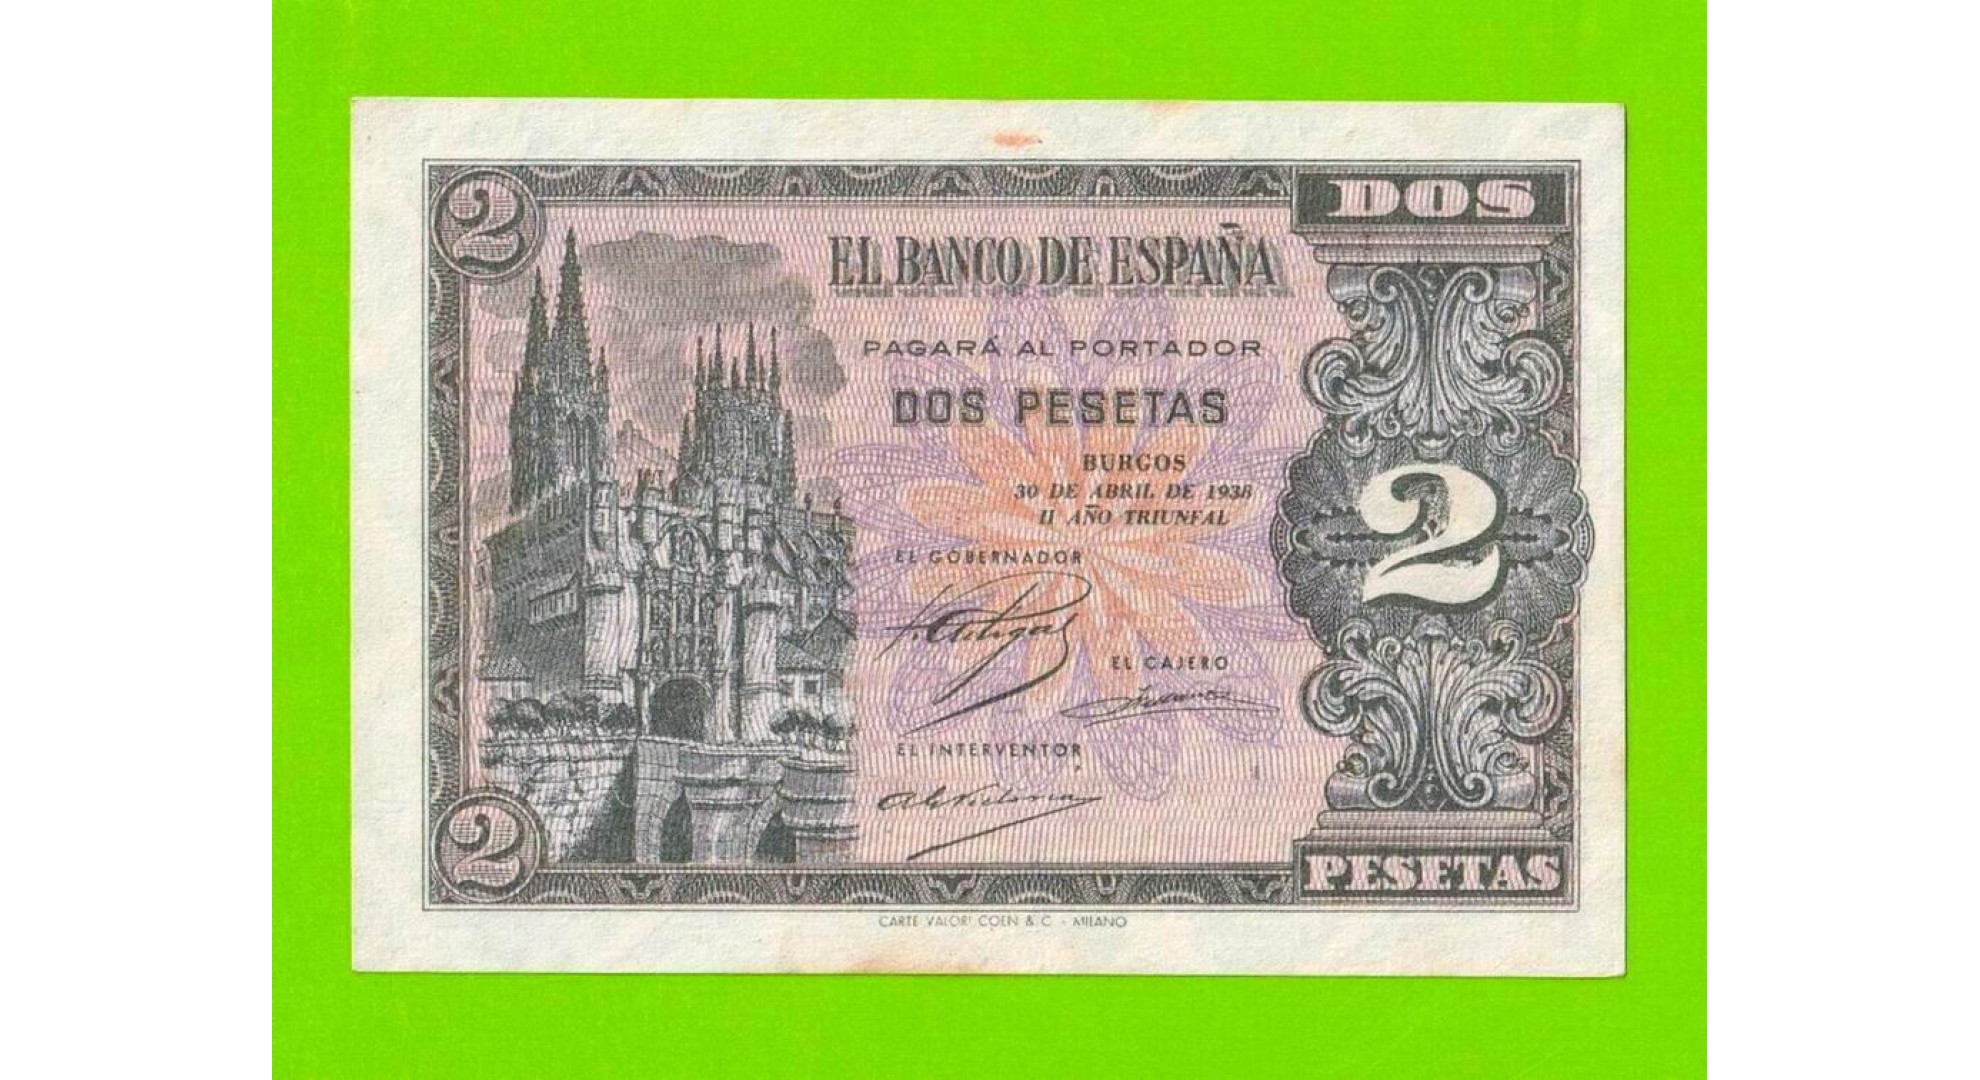 2
DOS
EL BANCO DE ESPAÑA
PAGARÁ AL PORTADOR
DOS PESETAS
BURGOS
30 DE ABRIL DE 1938
II AÑO TRIUNFAL
2
EL GOBERNADOR
EL CAJERO
EL INTERVENTOR
2
PESETAS
CARTE VALORI COEN & C. - MILANO